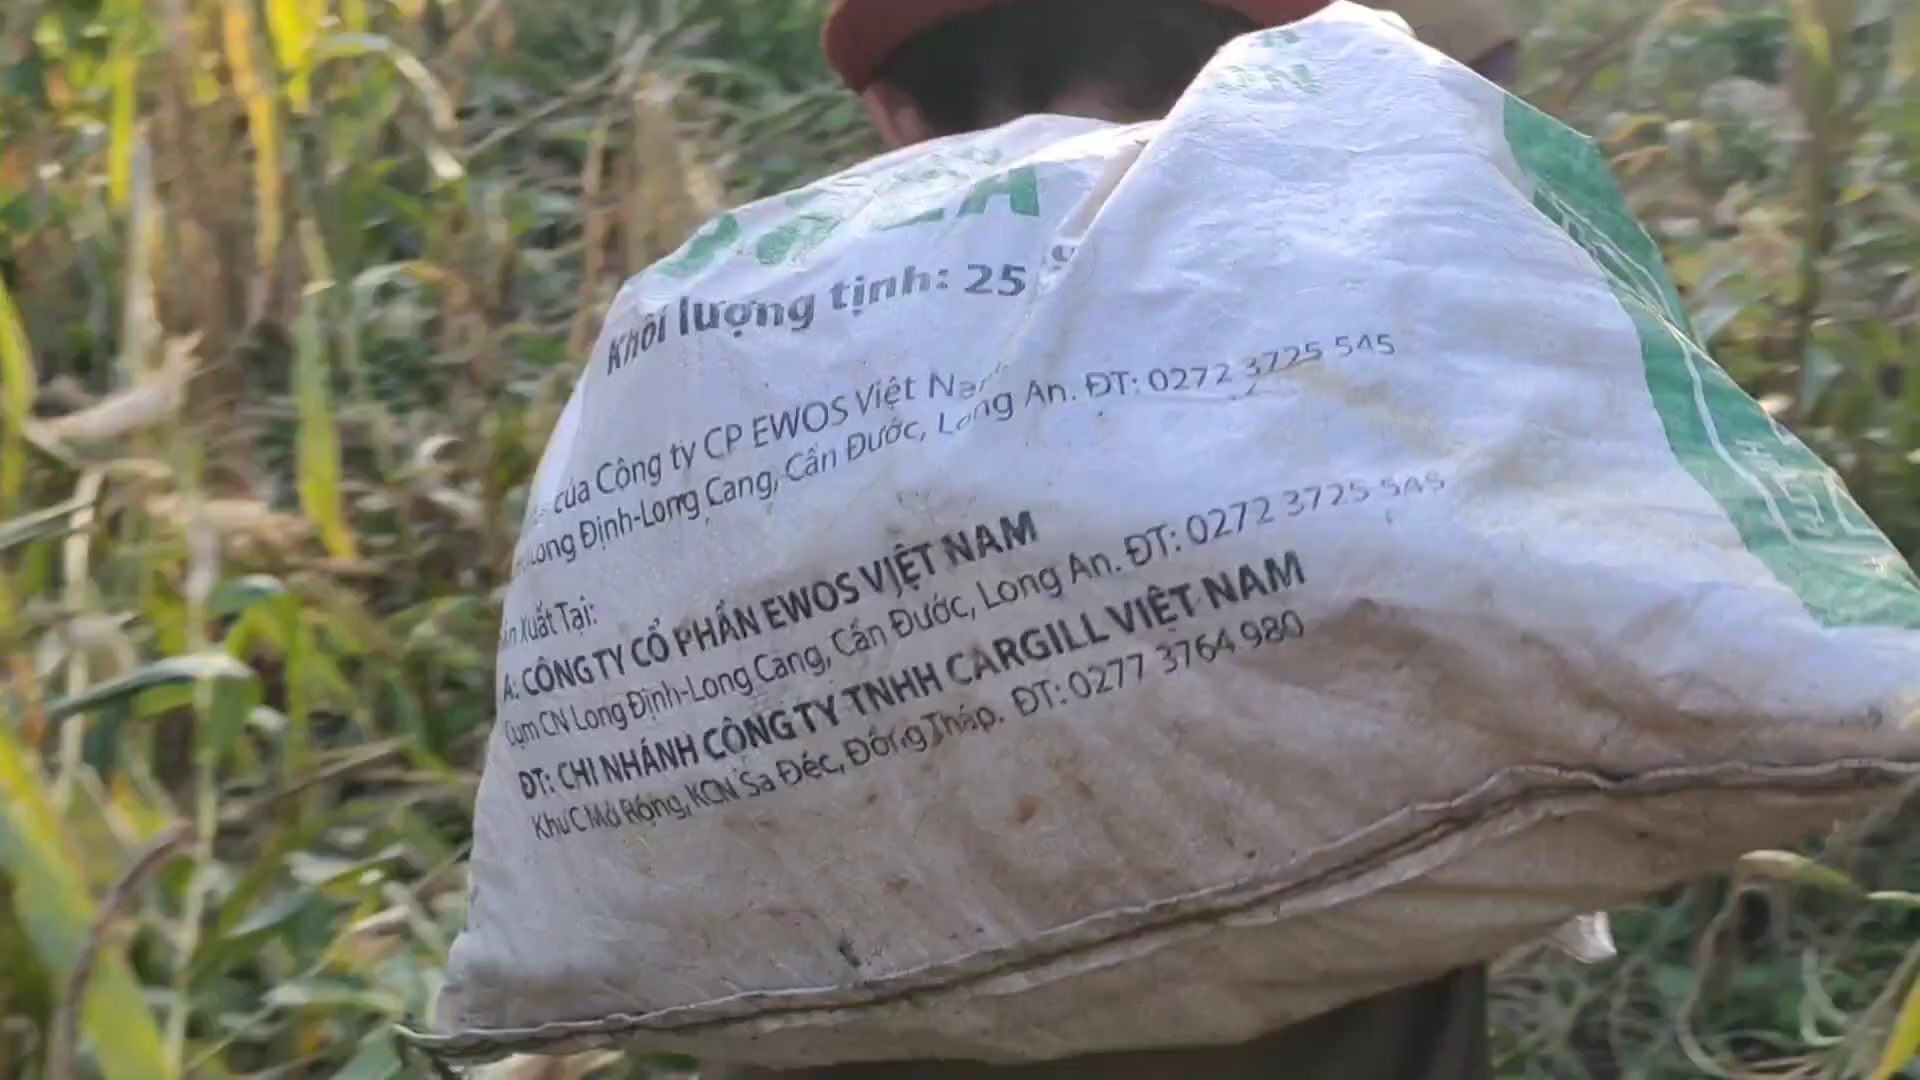 Khối lượng tịnh: 25
của Công ty CP EWOS Việt Nam
Long Định-Long Cang, Cần Đước, Long An. ĐT: 0272 3725 545
Xuất Tại:
A: CÔNG TY CỔ PHẦN EWOS VIỆT NAM
Cụm CN Long Định-Long Cang, Cần Đước, Long An. ĐT: 0272 3725 545
ĐT: CHI NHÁNH CÔNG TY TNHH CARGILL VIỆT NAM
Khu C Mở Rộng, KCN Sa Đéc, Đồng Tháp. ĐT: 0277 3764 980